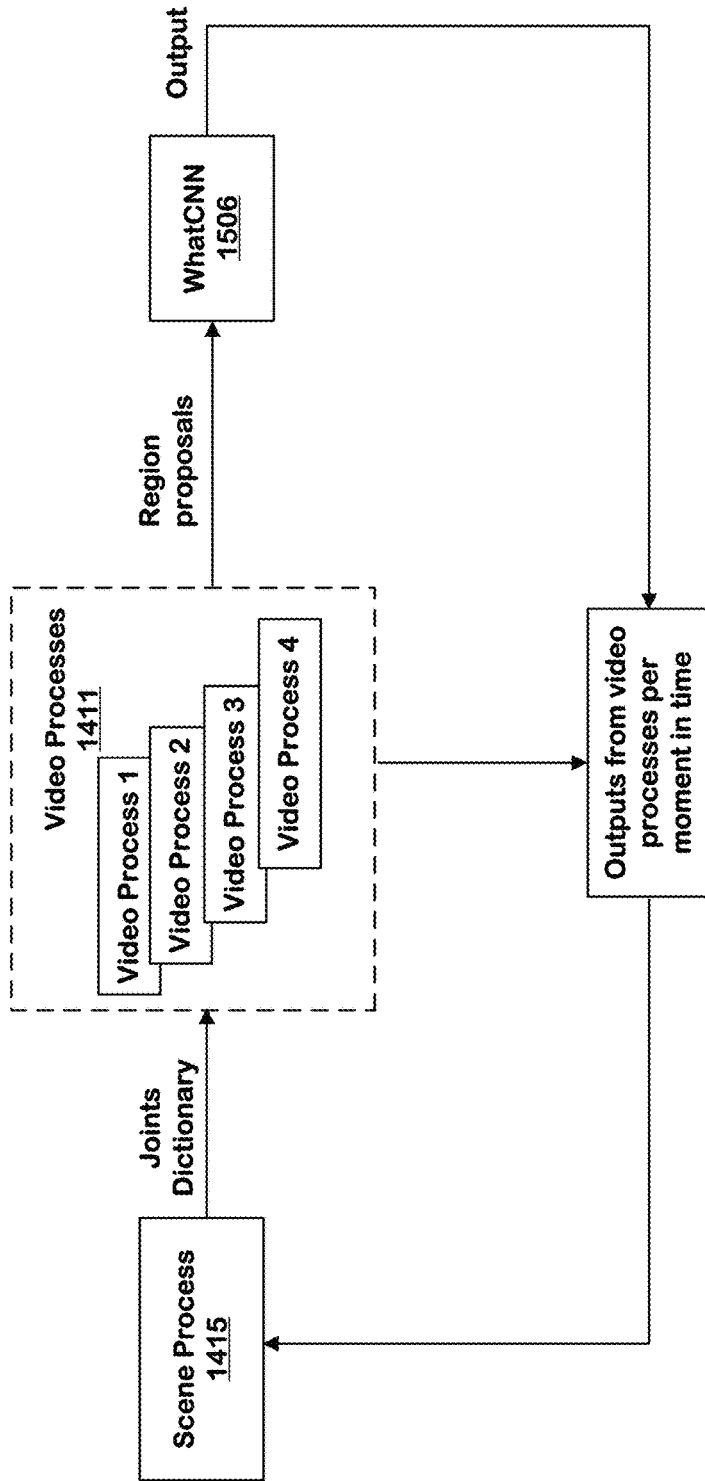 Scene Process
1415
Joints
Dictionary
Video Processes
1411
Video Process 1
Video Process 2
Video Process 3
Video Process 4
Region
proposals
WhatCNN
1506
Output
Outputs from video
processes per
moment in time